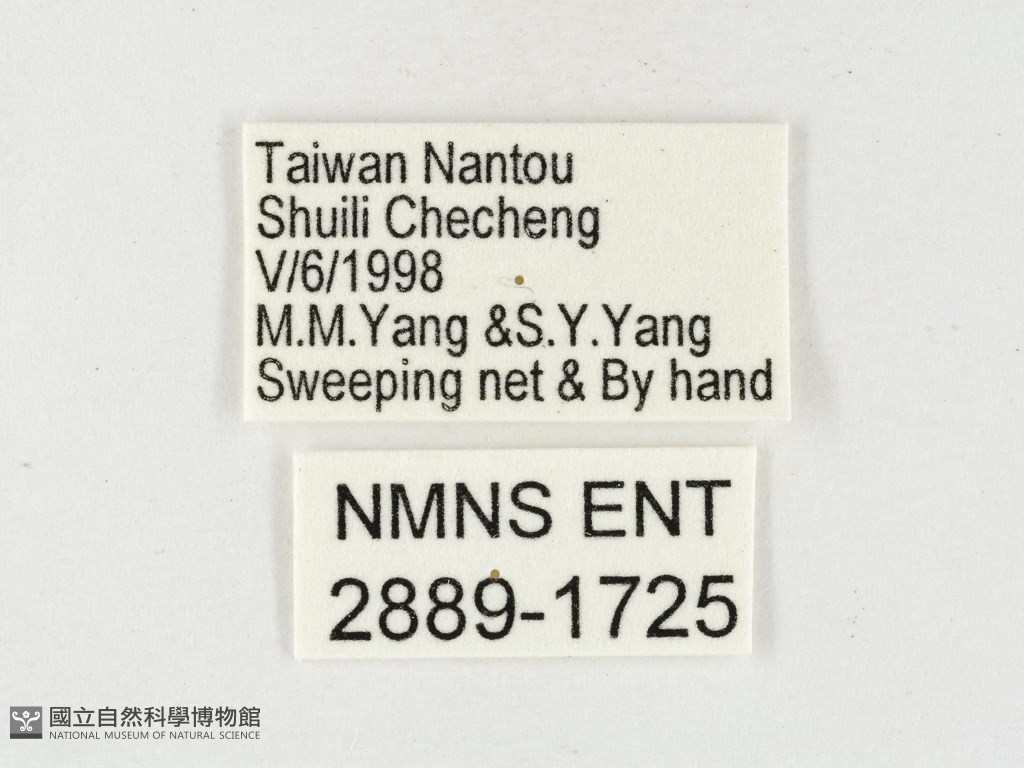 Taiwan Nantou
Shuili Checheng
V/6/1998
M.M.Yang &S.Y.Yang
Sweeping net & By hand
NMNS ENT
2889-1725
國立自然科學博物館
NATIONAL MUSEUM OF NATURAL SCIENCE